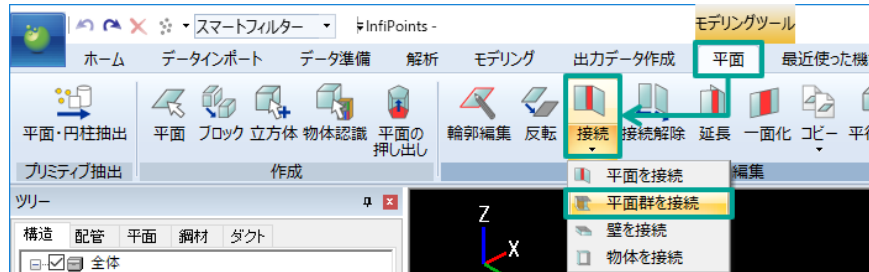 スマートフィルター InfiPoints - モデリングツール
ホーム データインポート データ準備 解析 モデリング 出力データ作成 平面 最近使った機
平面・円柱抽出 平面 ブロック 立方体 物体認識 平面の押し出し 輪郭編集 反転 接続 接続解除 延長 一面化 コピー 平行
プリミティブ抽出 作成 編集
平面を接続
平面群を接続
壁を接続
物体を接続
ツリー
構造 配管 平面 鋼材 ダクト
全体
Z
X